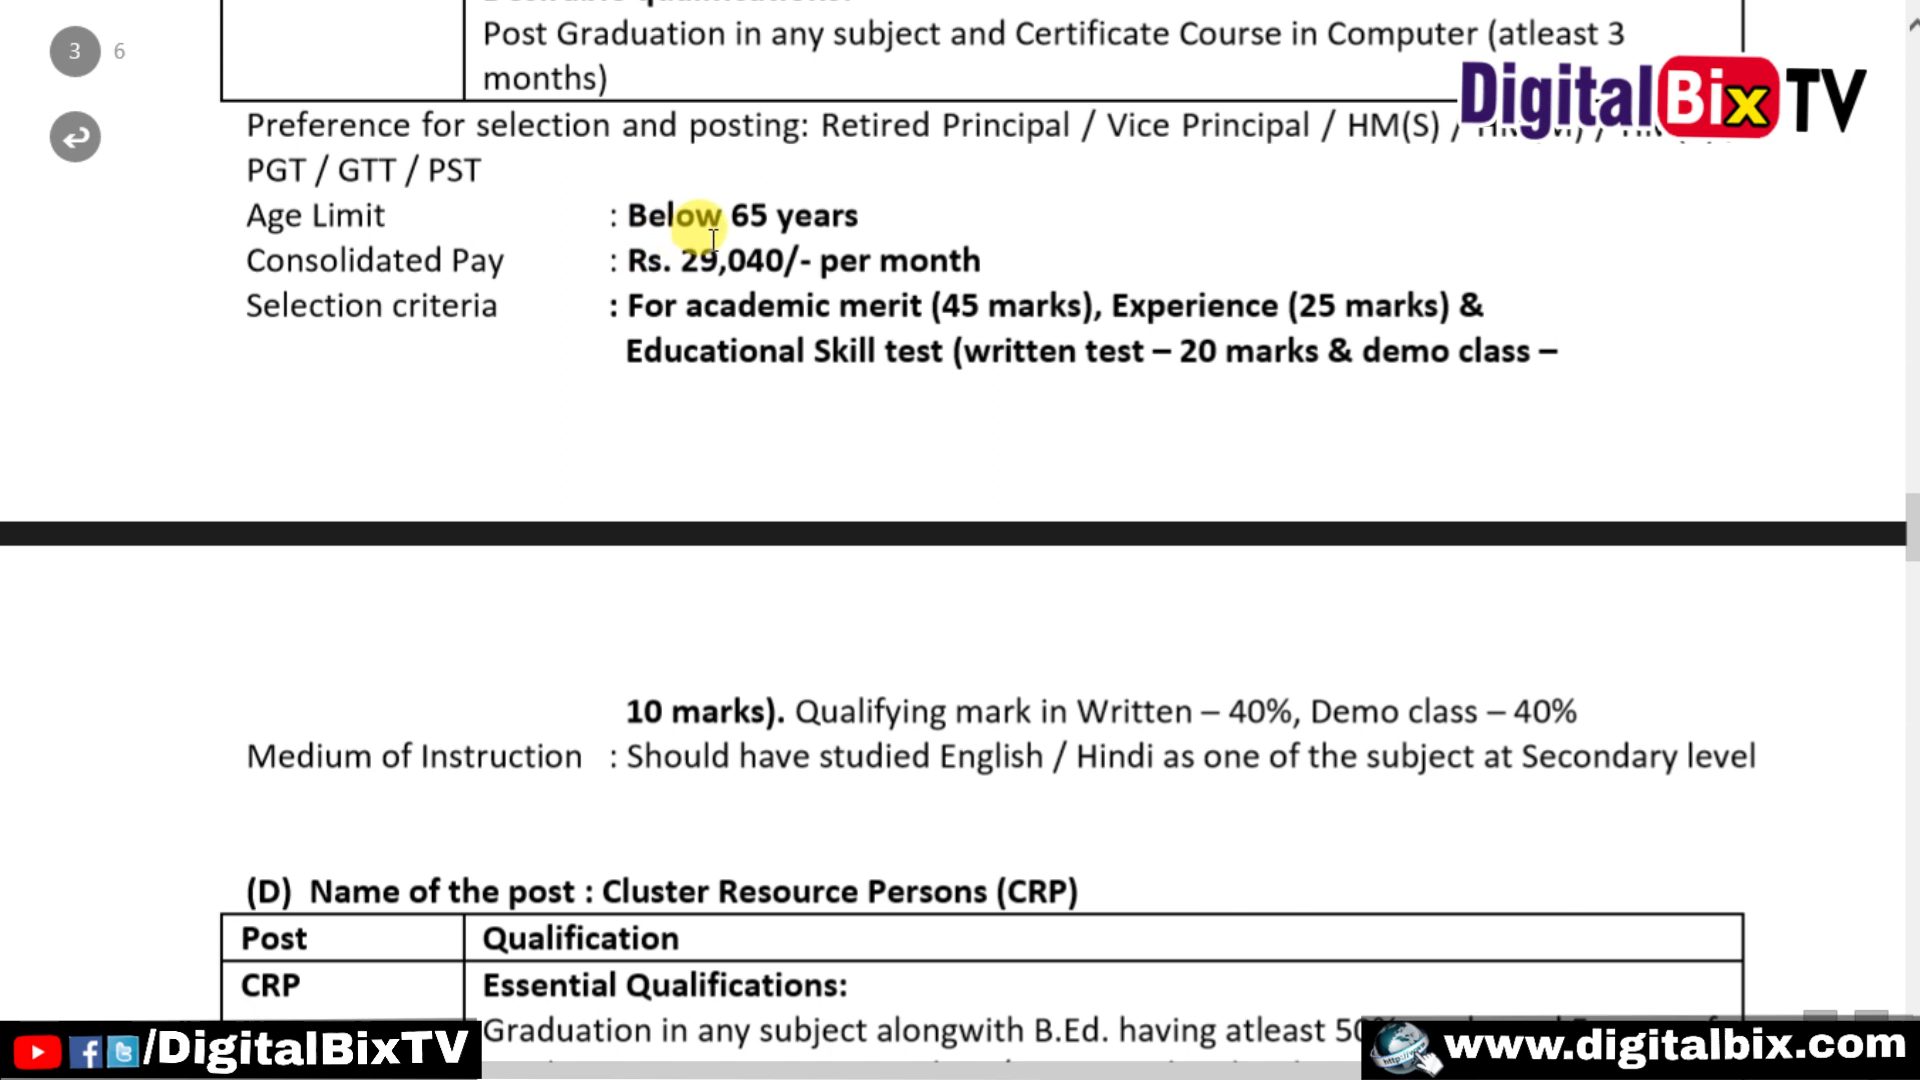 3 6
Post Graduation in any subject and Certificate Course in Computer (atleast 3
months)
DigitalBixTV
Preference for selection and posting: Retired Principal / Vice Principal / HM(S) /
PGT / GTT / PST
Age Limit : Below 65 years
Consolidated Pay : Rs. 29,040/- per month
Selection criteria : For academic merit (45 marks), Experience (25 marks) &
Educational Skill test (written test – 20 marks & demo class –
10 marks). Qualifying mark in Written – 40%, Demo class – 40%
Medium of Instruction : Should have studied English / Hindi as one of the subject at Secondary level
(D) Name of the post : Cluster Resource Persons (CRP)
Post Qualification
CRP Essential Qualifications:
Graduation in any subject alongwith B.Ed. having atleast
/DigitalBixTV
www.digitalbix.com